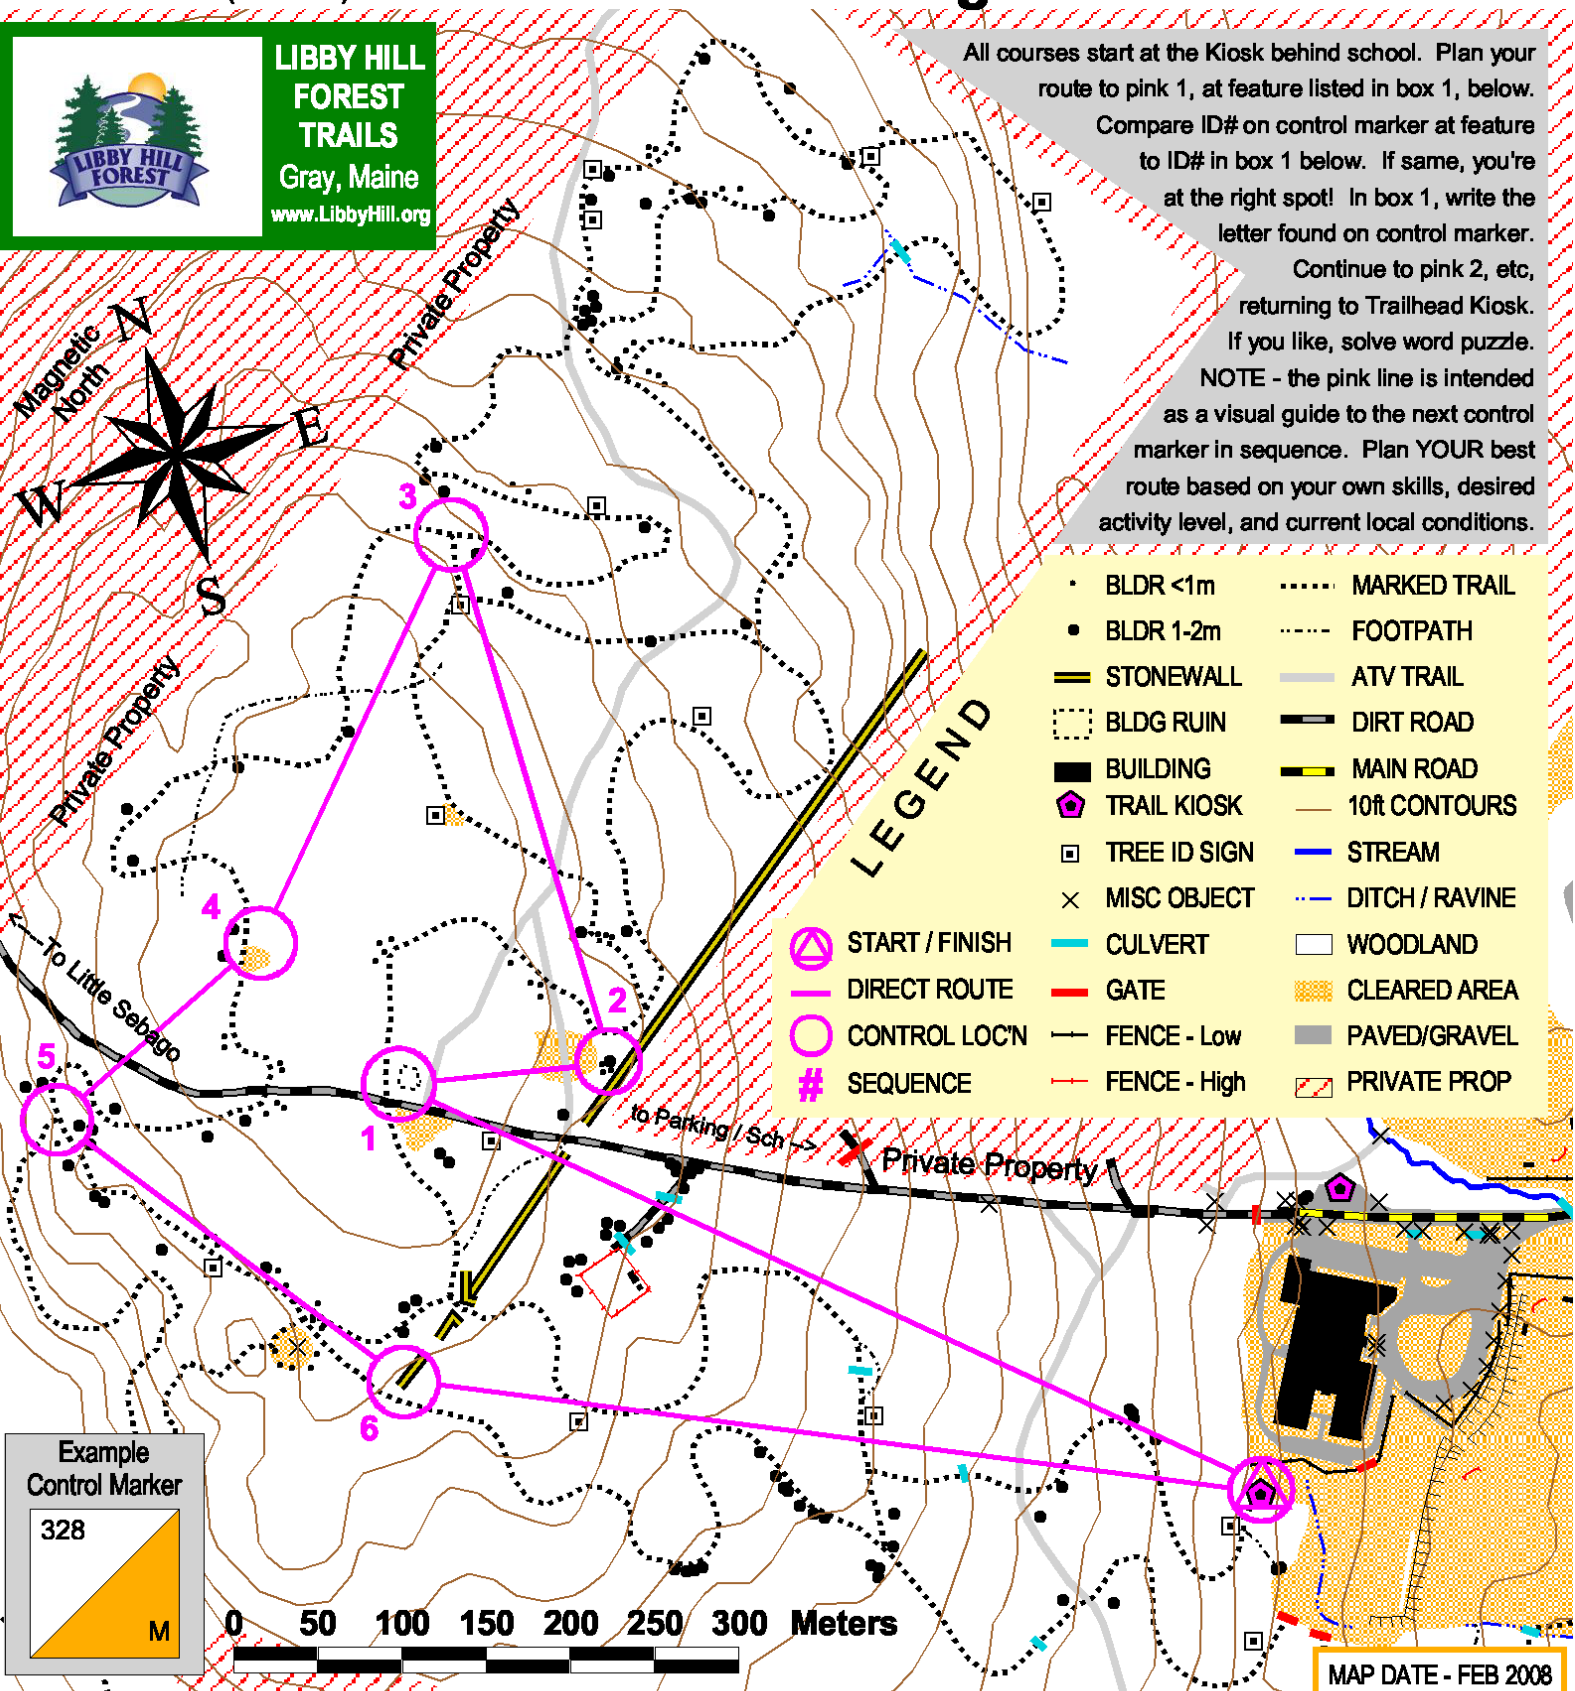 LIBBY HILL
FOREST
TRAILS
Gray, Maine
www.LibbyHill.org
LIBBY HILL
FOREST
All courses start at the Kiosk behind school. Plan your
route to pink 1, at feature listed in box 1, below.
Compare ID# on control marker at feature
to ID# in box 1 below. If same, you're
at the right spot! In box 1, write the
letter found on control marker.
Continue to pink 2, etc,
returning to Trailhead Kiosk.
If you like, solve word puzzle.
NOTE - the pink line is intended
as a visual guide to the next control
marker in sequence. Plan YOUR best
route based on your own skills, desired
activity level, and current local conditions.
Private Property
Magnetic
North
N
E
W
S
3
Private Property
4
To Little Sebago
5
2
1
to Parking / Sch -->
Private Property
6
LEGEND
BLDR <1m
BLDR 1-2m
STONEWALL
BLDG RUIN
BUILDING
TRAIL KIOSK
TREE ID SIGN
MISC OBJECT
START / FINISH
CULVERT
DIRECT ROUTE
GATE
CONTROL LOC'N
FENCE - Low
# SEQUENCE
FENCE - High
MARKED TRAIL
FOOTPATH
ATV TRAIL
DIRT ROAD
MAIN ROAD
10ft CONTOURS
STREAM
DITCH / RAVINE
WOODLAND
CLEARED AREA
PAVED/GRAVEL
PRIVATE PROP
Example
Control Marker
328
M
0 50 100 150 200 250 300 Meters
MAP DATE - FEB 2008